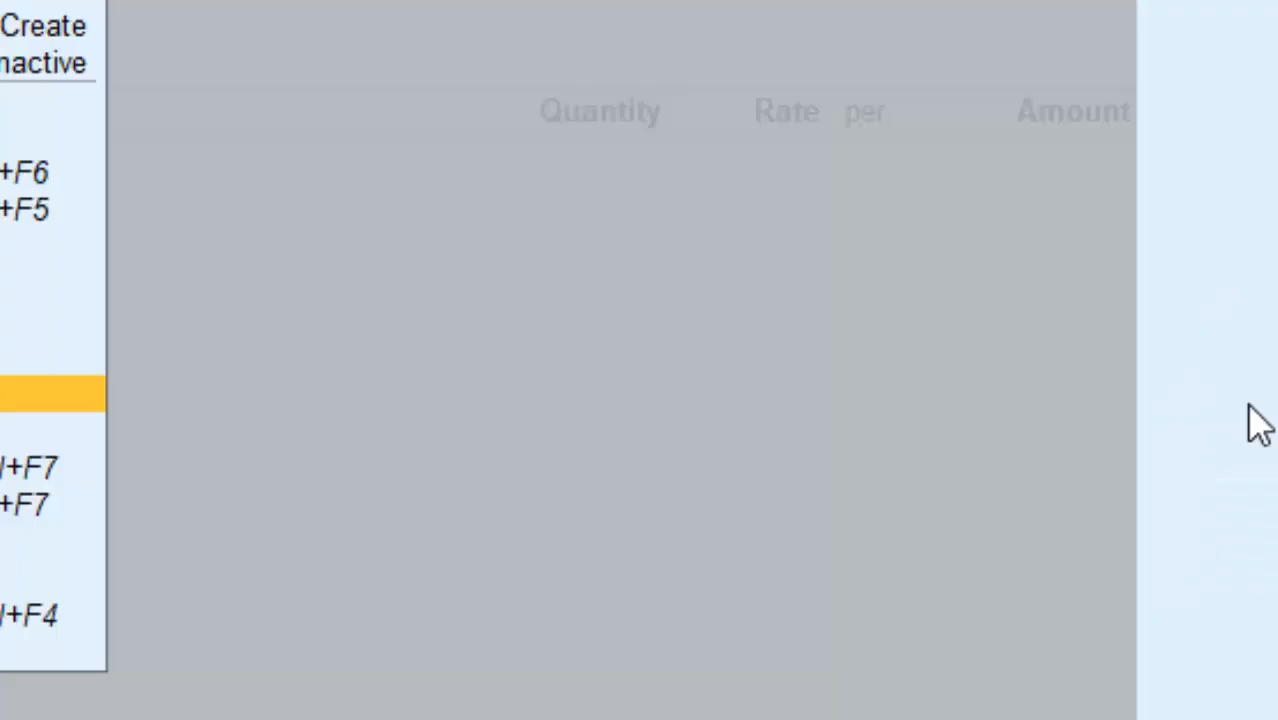 Create
nactive
Quantity Rate per Amount
+F6
+F5
+F7
+F7
+F4